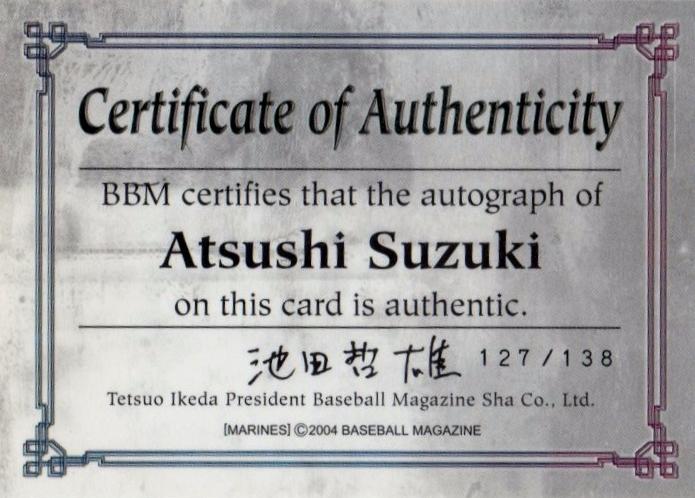 Certificate of Authenticity
BBM certifies that the autograph of
Atsushi Suzuki
on this card is authentic.
池田哲雄 127/138
Tetsuo Ikeda President Baseball Magazine Sha Co., Ltd.
[MARINES] ©2004 BASEBALL MAGAZINE